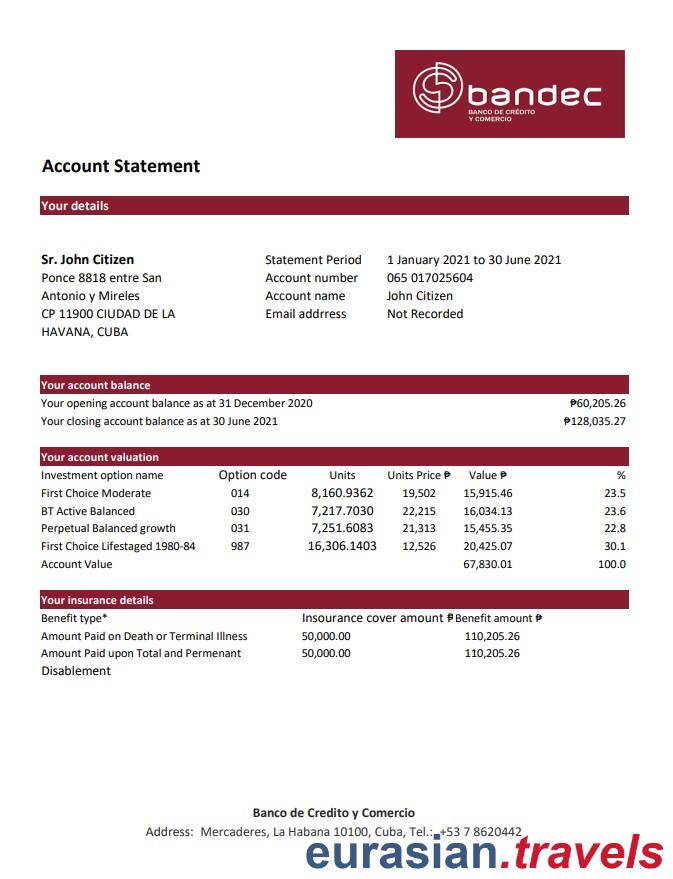 bandec
BANCO DE CRÉDITO
Y COMERCIO
Account Statement
Your details
Sr. John Citizen Statement Period 1 January 2021 to 30 June 2021
Ponce 8818 entre San Account number 065 017025604
Antonio y Mireles Account name John Citizen
CP 11900 CIUDAD DE LA Email addrress Not Recorded
HAVANA, CUBA
Your account balance
Your opening account balance as at 31 December 2020 ₱60,205.26
Your closing account balance as at 30 June 2021 ₱128,035.27
Your account valuation
Investment option name Option code Units Units Price ₱ Value ₱ %
First Choice Moderate 014 8,160.9362 19,502 15,915.46 23.5
BT Active Balanced 030 7,217.7030 22,215 16,034.13 23.6
Perpetual Balanced growth 031 7,251.6083 21,313 15,455.35 22.8
First Choice Lifestaged 1980-84 987 16,306.1403 12,526 20,425.07 30.1
Account Value 67,830.01 100.0
Your insurance details
Benefit type* Insourance cover amount ₱ Benefit amount ₱
Amount Paid on Death or Terminal Illness 50,000.00 110,205.26
Amount Paid upon Total and Permenant 50,000.00 110,205.26
Disablement
Banco de Credito y Comercio
Address: Mercaderes, La Habana 10100, Cuba, Tel.: +53 7 8620442
eurasian.travels